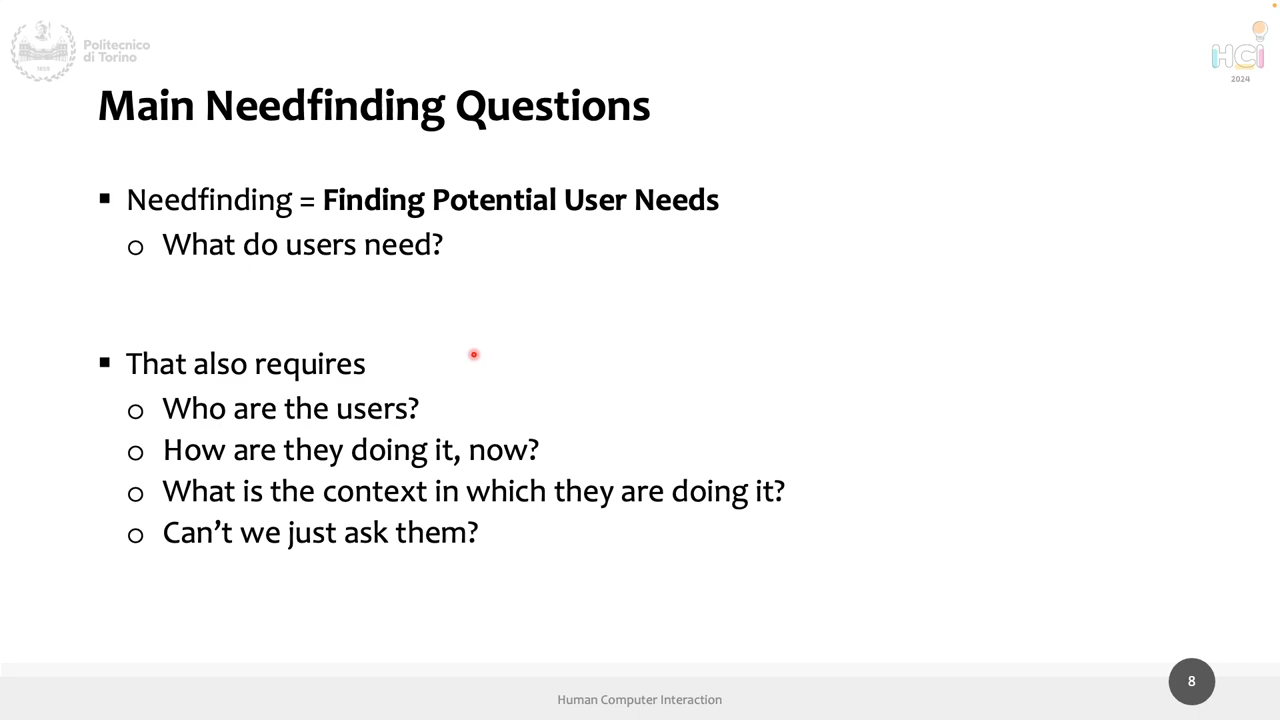 Politecnico
di Torino
1859
HCI
2024
Main Needfinding Questions
▪ Needfinding = Finding Potential User Needs
o What do users need?
▪ That also requires
o Who are the users?
o How are they doing it, now?
o What is the context in which they are doing it?
o Can’t we just ask them?
8
Human Computer Interaction